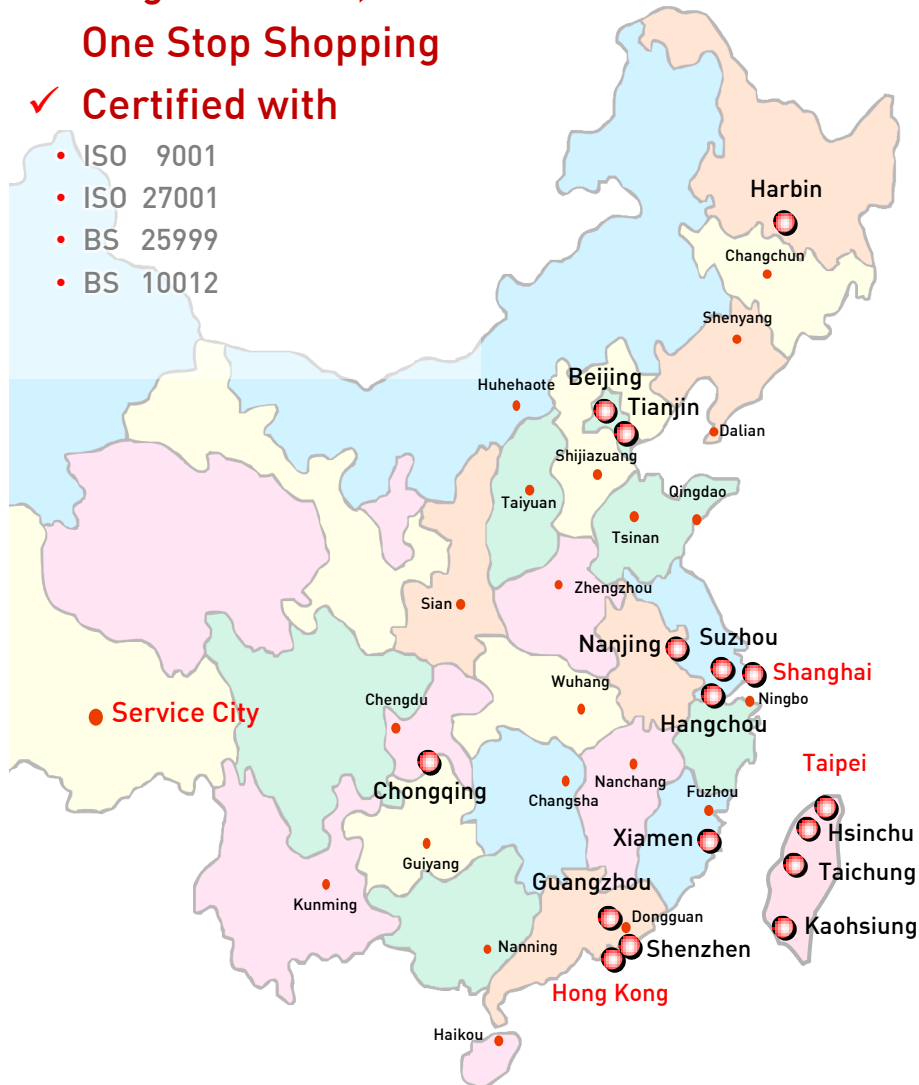 One Stop Shopping
✓ Certified with
• ISO 9001
• ISO 27001
• BS 25999
• BS 10012
Harbin
Changchun
Shenyang
Beijing
Huhehaote
Tianjin
Dalian
Shijiazuang
Taiyuan
Qingdao
Tsinan
Zhengzhou
Sian
Nanjing
Suzhou
Shanghai
Wuhang
Chengdu
Ningbo
Service City
Hangchou
Taipei
Nanchang
Chongqing
Changsha
Fuzhou
Xiamen
Hsinchu
Guiyang
Taichung
Guangzhou
Kunming
Dongguan
Kaohsiung
Nanning
Shenzhen
Hong Kong
Haikou